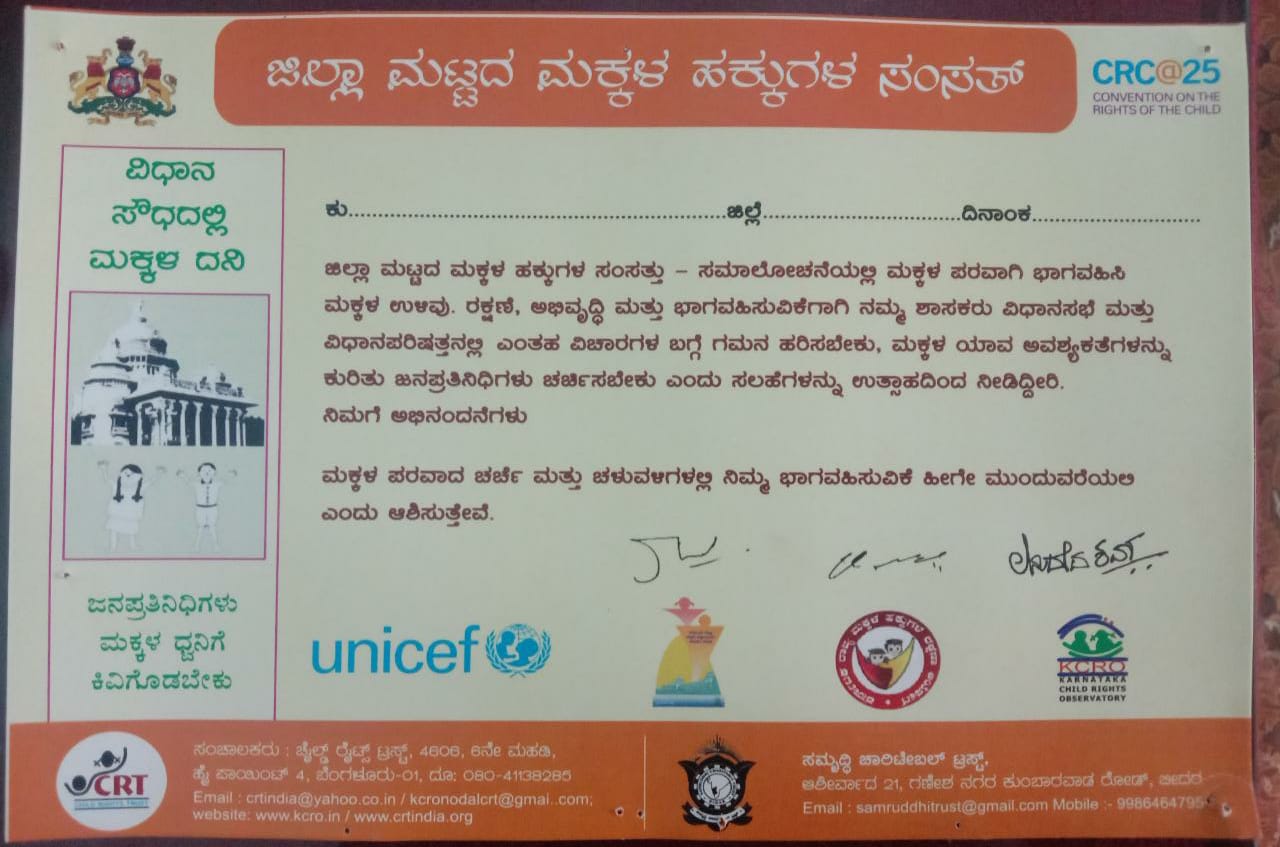 ಜಿಲ್ಲಾ ಮಟ್ಟದ ಮಕ್ಕಳ ಹಕ್ಕುಗಳ ಸಂಸತ್
CRC@25
CONVENTION ON THE
RIGHTS OF THE CHILD
ವಿಧಾನ
ಸೌಧದಲ್ಲಿ
ಮಕ್ಕಳ ದನಿ
ಜನಪ್ರತಿನಿಧಿಗಳು
ಮಕ್ಕಳ ಧ್ವನಿಗೆ
ಕಿವಿಗೊಡಬೇಕು
ಕು...............................................................ಜಿಲ್ಲೆ.................................ದಿನಾಂಕ............................
ಜಿಲ್ಲಾ ಮಟ್ಟದ ಮಕ್ಕಳ ಹಕ್ಕುಗಳ ಸಂಸತ್ತು – ಸಮಾಲೋಚನೆಯಲ್ಲಿ ಮಕ್ಕಳ ಪರವಾಗಿ ಭಾಗವಹಿಸಿ
ಮಕ್ಕಳ ಉಳಿವು. ರಕ್ಷಣೆ, ಅಭಿವೃದ್ಧಿ ಮತ್ತು ಭಾಗವಹಿಸುವಿಕೆಗಾಗಿ ನಮ್ಮ ಶಾಸಕರು ವಿಧಾನಸಭೆ ಮತ್ತು
ವಿಧಾನಪರಿಷತ್ತನಲ್ಲಿ ಎಂತಹ ವಿಚಾರಗಳ ಬಗ್ಗೆ ಗಮನ ಹರಿಸಬೇಕು, ಮಕ್ಕಳ ಯಾವ ಅವಶ್ಯಕತೆಗಳನ್ನು
ಕುರಿತು ಜನಪ್ರತಿನಿಧಿಗಳು ಚರ್ಚಿಸಬೇಕು ಎಂದು ಸಲಹೆಗಳನ್ನು ಉತ್ಸಾಹದಿಂದ ನೀಡಿದ್ದೀರಿ.
ನಿಮಗೆ ಅಭಿನಂದನೆಗಳು
ಮಕ್ಕಳ ಪರವಾದ ಚರ್ಚೆ ಮತ್ತು ಚಳುವಳಿಗಳಲ್ಲಿ ನಿಮ್ಮ ಭಾಗವಹಿಸುವಿಕೆ ಹೀಗೇ ಮುಂದುವರೆಯಲಿ
ಎಂದು ಆಶಿಸುತ್ತೇವೆ.
unicef
KCRO
KARNATAKA
CHILD RIGHTS
OBSERVATORY
CRT
CHILD RIGHTS TRUST
ಸಂಚಾಲಕರು : ಚೈಲ್ಡ್ ರೈಟ್ಸ್ ಟ್ರಸ್ಟ್, 4606, 6ನೇ ಮಹಡಿ,
ಹೈ ಪಾಯಿಂಟ್ 4, ಬೆಂಗಳೂರು-01, ದೂ: 080-41138285
Email : crtindia@yahoo.co.in / kcronodalcrt@gmai..com;
website: www.kcro.in / www.crtindia.org
ಸಮೃದ್ಧಿ ಚಾರಿಟೇಬಲ್ ಟ್ರಸ್ಟ್,
ಆಶೀರ್ವಾದ 21, ಗಣೇಶ ನಗರ ಕುಂಬಾರವಾಡ ರೋಡ್, ಬೀದರ
Email : samruddhitrust@gmail.com Mobile :-